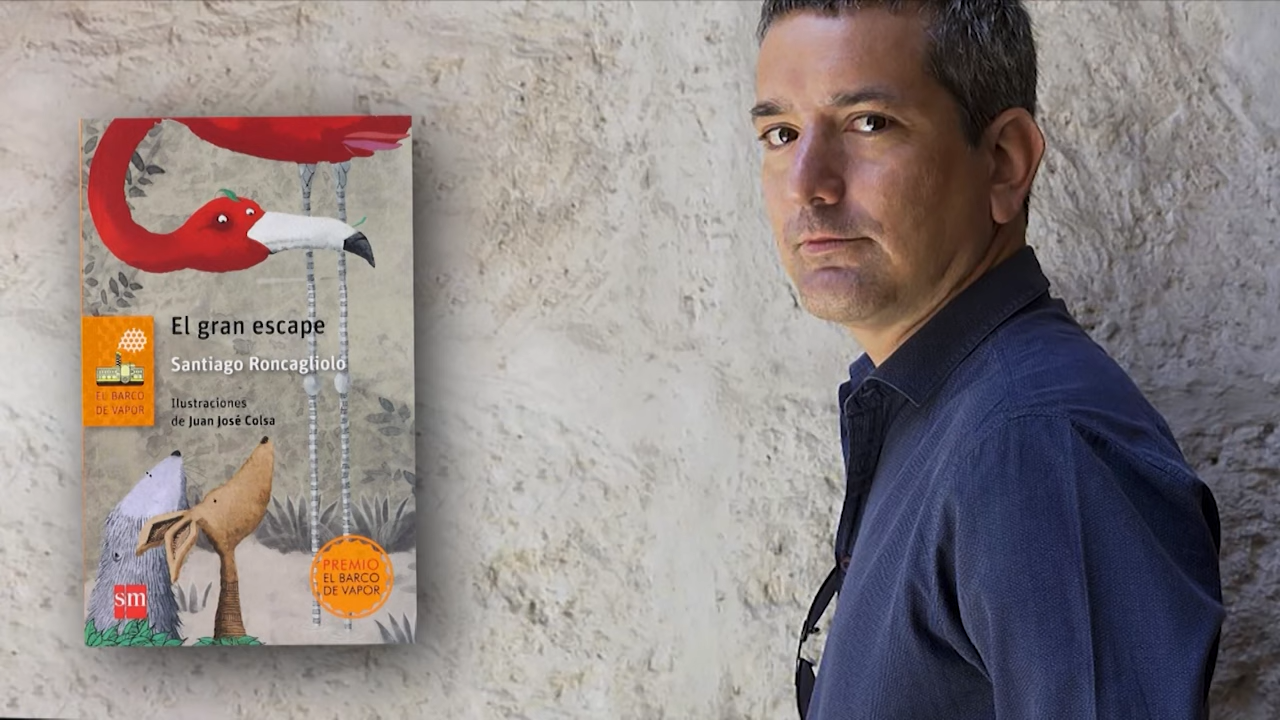 El gran escape
Santiago Roncagliolo
Ilustraciones
de Juan José Colsa
EL BARCO
DE VAPOR
PREMIO
EL BARCO
DE VAPOR
sm